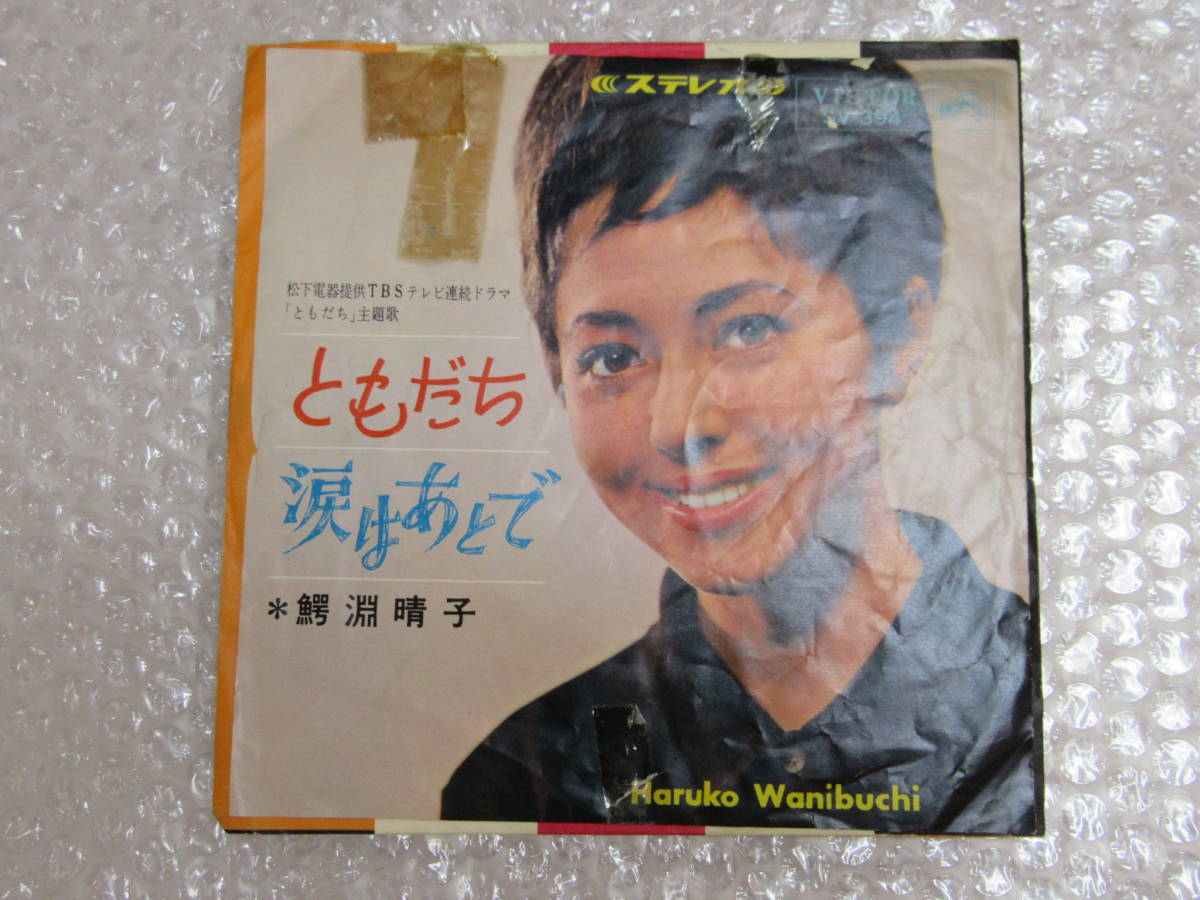 ステレオ
VICTOR
松下電器提供TBSテレビ連続ドラマ
「ともだち」主題歌
ともだち
涙はあとで
*鰐淵晴子
Haruko Wanibuchi